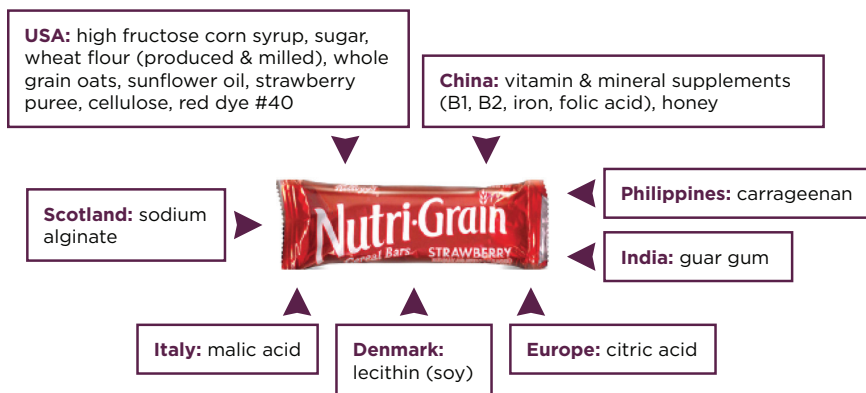 USA: high fructose corn syrup, sugar,
wheat flour (produced & milled), whole
grain oats, sunflower oil, strawberry
puree, cellulose, red dye #40
China: vitamin & mineral supplements
(B1, B2, iron, folic acid), honey
Scotland: sodium
alginate
Kellogg's
Nutri-Grain
Cereal Bars
STRAWBERRY
Philippines: carrageenan
India: guar gum
Italy: malic acid
Denmark:
lecithin (soy)
Europe: citric acid